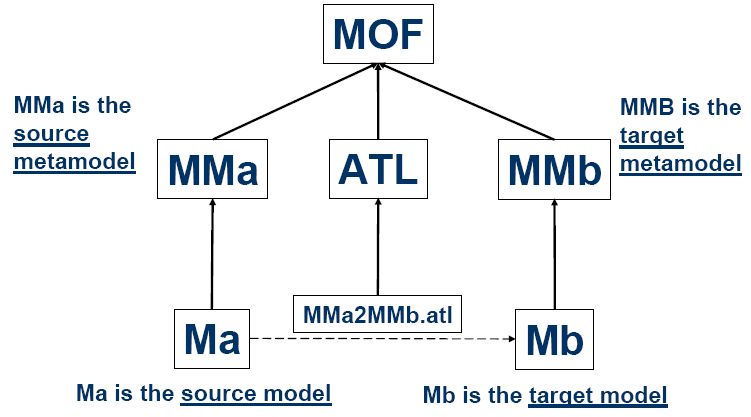 MOF
MMa is the
source
metamodel
MMB is the
target
metamodel
MMa
ATL
MMb
MMa2MMb.atl
Ma
Mb
Ma is the source model
Mb is the target model